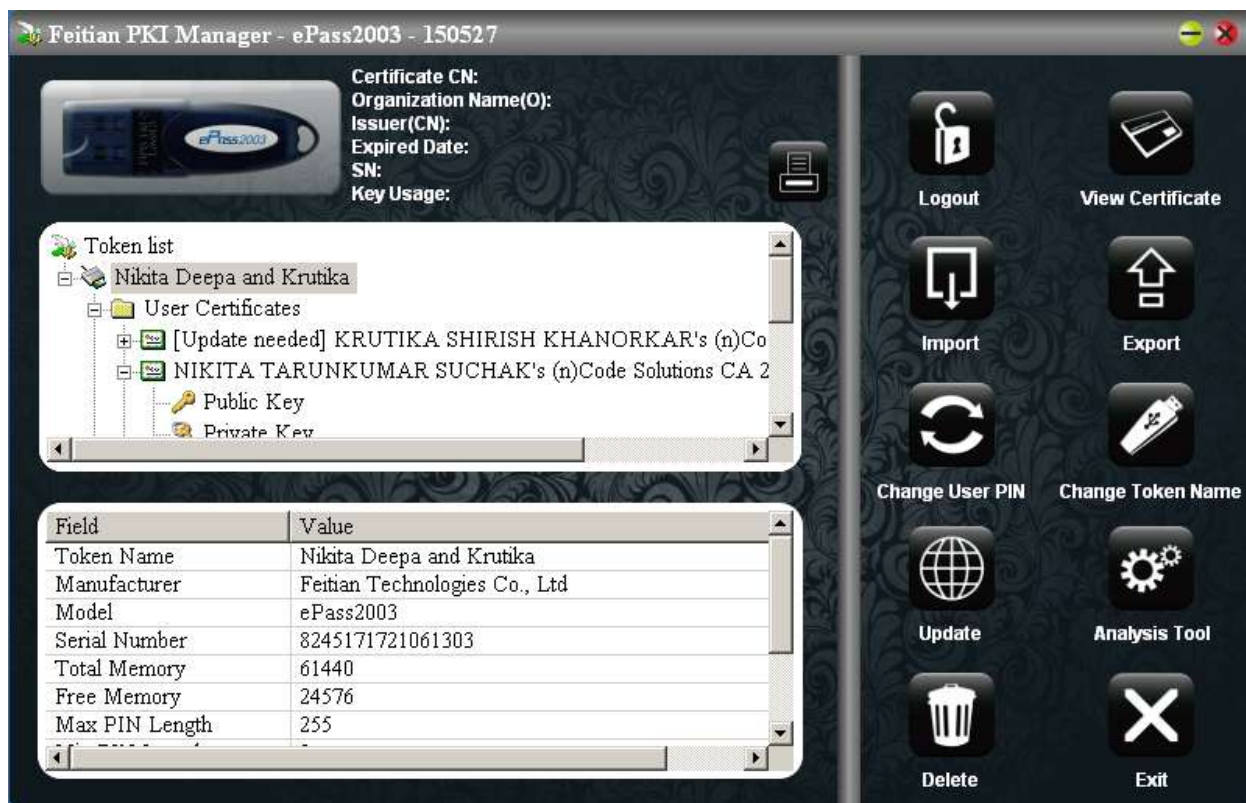 Feitian PKI Manager - ePass2003 - 150527
ePass2003
Certificate CN:
Organization Name(O):
Issuer(CN):
Expired Date:
SN:
Key Usage:
Token list
Nikita Deepa and Krutika
User Certificates
[Update needed] KRUTIKA SHIRISH KHANORKAR's (n)Co
NIKITA TARUNKUMAR SUCHAK's (n)Code Solutions CA 2
Public Key
Private Key
Field Value
Token Name Nikita Deepa and Krutika
Manufacturer Feitian Technologies Co., Ltd
Model ePass2003
Serial Number 8245171721061303
Total Memory 61440
Free Memory 24576
Max PIN Length 255
Logout View Certificate
Import Export
Change User PIN Change Token Name
Update Analysis Tool
Delete Exit